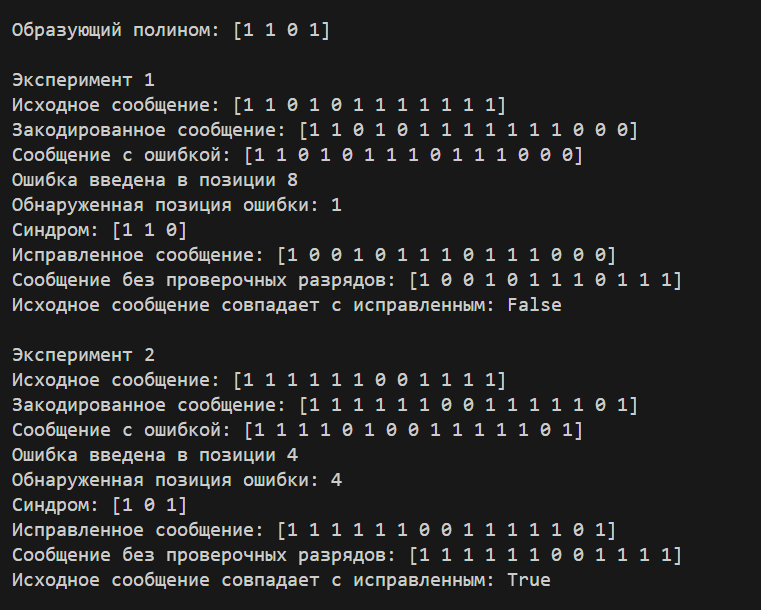 Образующий полином: [1 1 0 1]
Эксперимент 1
Исходное сообщение: [1 1 0 1 0 1 1 1 1 1 1 1]
Закодированное сообщение: [1 1 0 1 0 1 1 1 1 1 1 1 0 0 0]
Сообщение с ошибкой: [1 1 0 1 0 1 1 1 0 1 1 1 0 0 0]
Ошибка введена в позиции 8
Обнаруженная позиция ошибки: 1
Синдром: [1 1 0]
Исправленное сообщение: [1 0 0 1 0 1 1 1 0 1 1 1 0 0 0]
Сообщение без проверочных разрядов: [1 0 0 1 0 1 1 1 0 1 1 1]
Исходное сообщение совпадает с исправленным: False
Эксперимент 2
Исходное сообщение: [1 1 1 1 1 1 0 0 1 1 1 1]
Закодированное сообщение: [1 1 1 1 1 1 0 0 1 1 1 1 1 0 1]
Сообщение с ошибкой: [1 1 1 1 0 1 0 0 1 1 1 1 1 0 1]
Ошибка введена в позиции 4
Обнаруженная позиция ошибки: 4
Синдром: [1 0 1]
Исправленное сообщение: [1 1 1 1 1 1 0 0 1 1 1 1 1 0 1]
Сообщение без проверочных разрядов: [1 1 1 1 1 1 0 0 1 1 1 1]
Исходное сообщение совпадает с исправленным: True